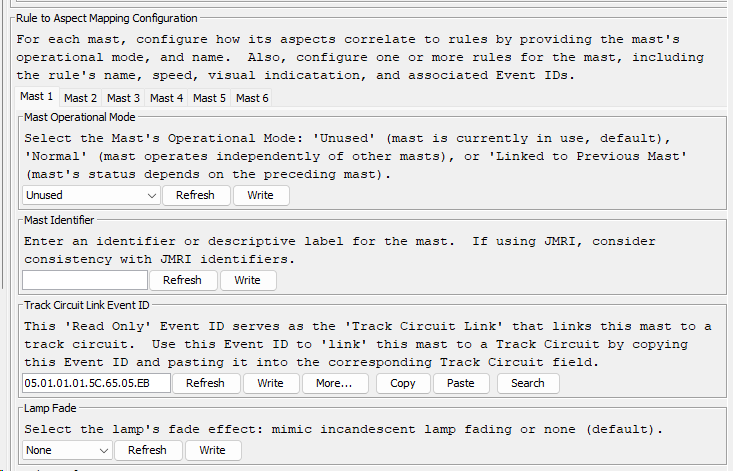 Rule to Aspect Mapping Configuration
For each mast, configure how its aspects correlate to rules by providing the mast's
operational mode, and name.  Also, configure one or more rules for the mast, including
the rule's name, speed, visual indicatation, and associated Event IDs.
Mast 1 Mast 2 Mast 3 Mast 4 Mast 5 Mast 6
Mast Operational Mode
Select the Mast's Operational Mode: 'Unused' (mast is currently in use, default),
'Normal' (mast operates independently of other masts), or 'Linked to Previous Mast'
(mast's status depends on the preceding mast).
Unused Refresh Write
Mast Identifier
Enter an identifier or descriptive label for the mast.  If using JMRI, consider
consistency with JMRI identifiers.
Refresh Write
Track Circuit Link Event ID
This 'Read Only' Event ID serves as the 'Track Circuit Link' that links this mast to a
track circuit.  Use this Event ID to 'link' this mast to a Track Circuit by copying
this Event ID and pasting it into the corresponding Track Circuit field.
05.01.01.01.5C.65.05.EB Refresh Write More... Copy Paste Search
Lamp Fade
Select the lamp's fade effect: mimic incandescent lamp fading or none (default).
None Refresh Write